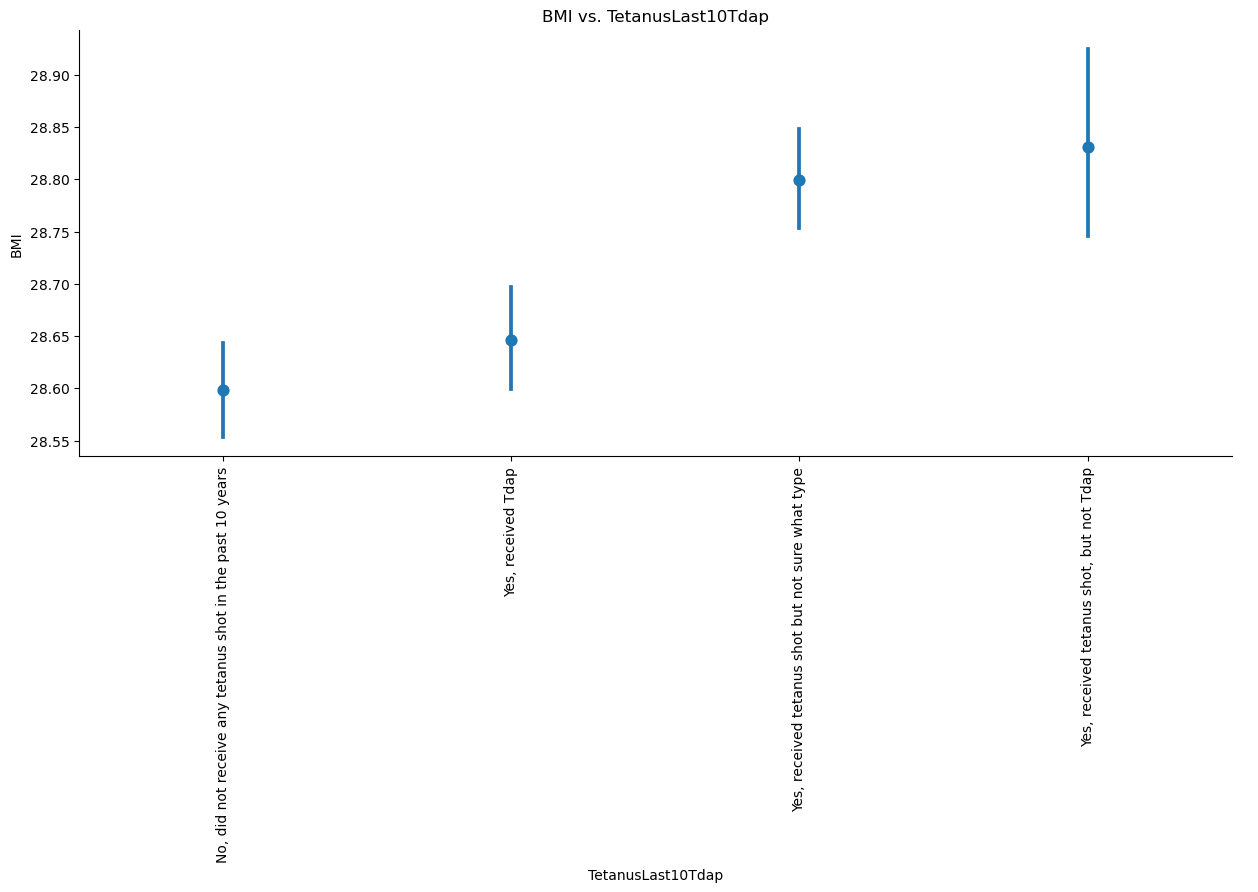 BMI vs. TetanusLast10Tdap
28.90
28.85
28.80
28.75
28.70
28.65
28.60
28.55
BMI
No, did not receive any tetanus shot in the past 10 years
Yes, received Tdap
Yes, received tetanus shot but not sure what type
Yes, received tetanus shot, but not Tdap
TetanusLast10Tdap